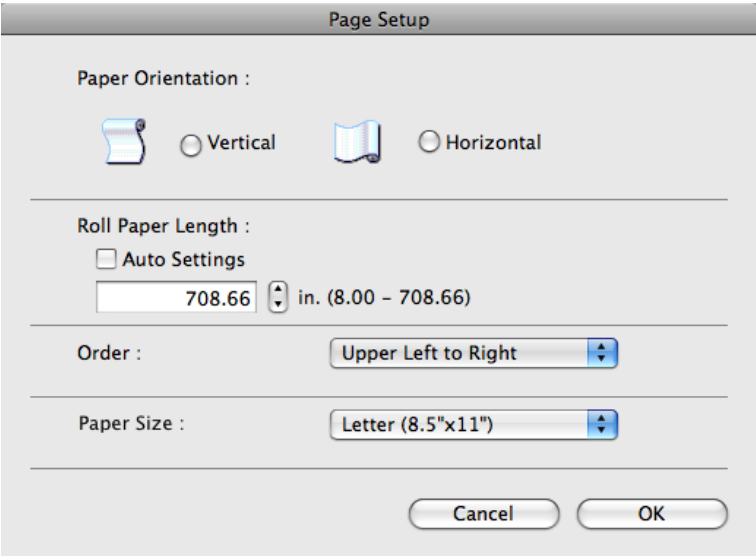 Page Setup
Paper Orientation :
Vertical Horizontal
Roll Paper Length :
Auto Settings
708.66 in. (8.00 – 708.66)
Order : Upper Left to Right
Paper Size : Letter (8.5"x11")
Cancel OK